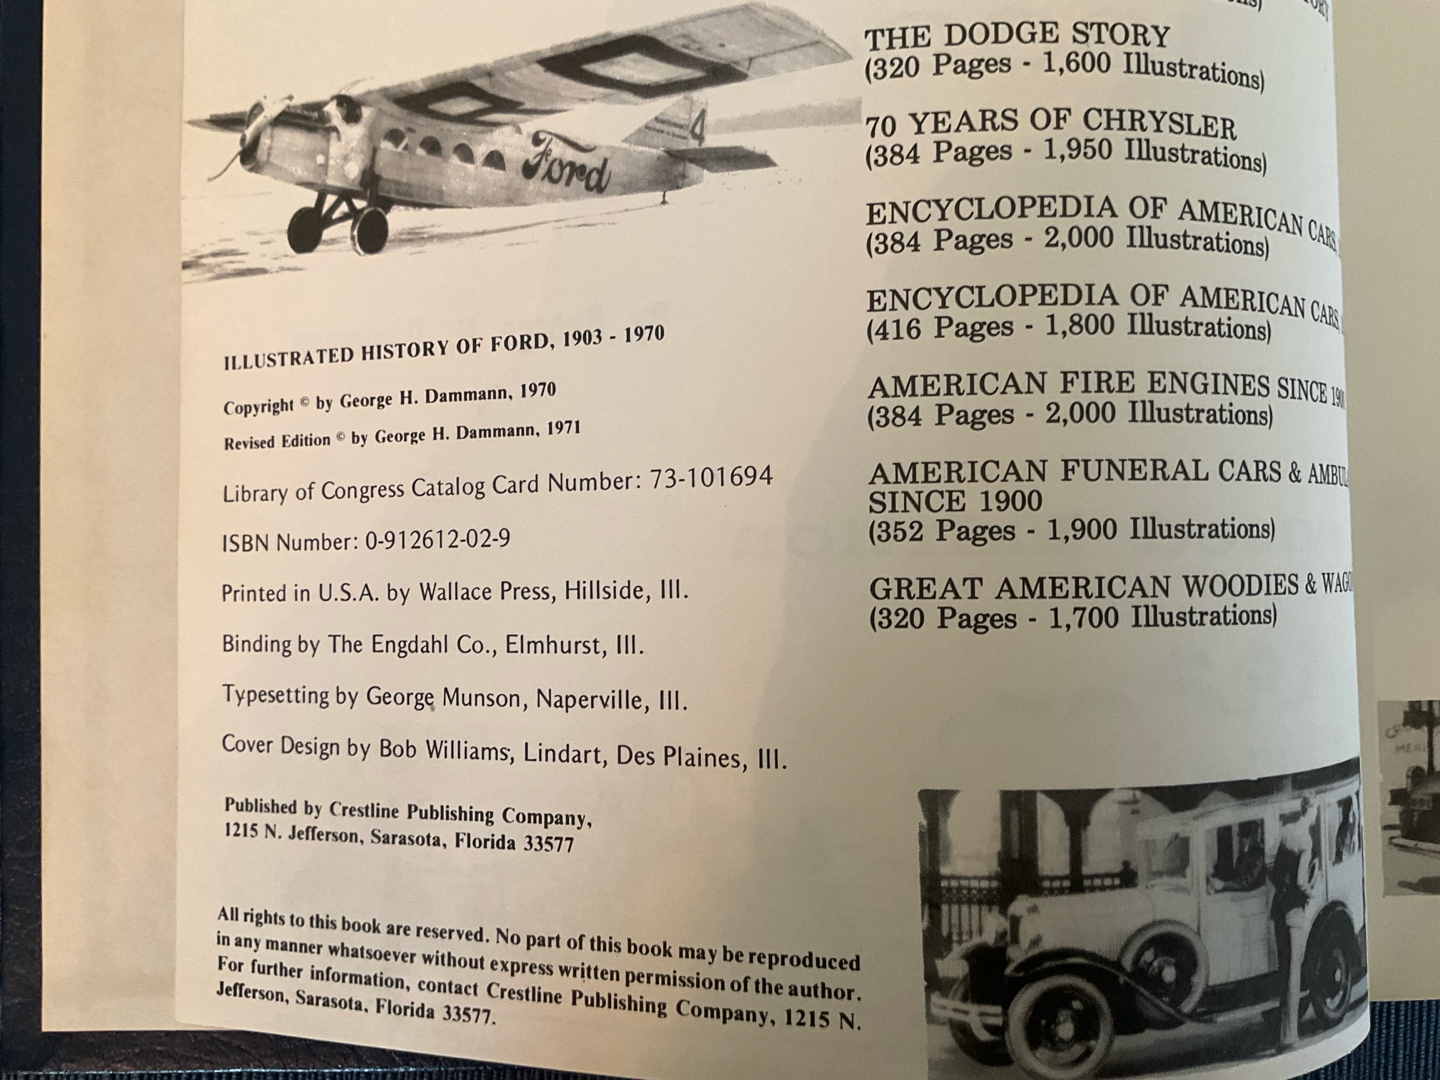 Ford
4
ILLUSTRATED HISTORY OF FORD, 1903 - 1970
Copyright © by George H. Dammann, 1970
Revised Edition © by George H. Dammann, 1971
Library of Congress Catalog Card Number: 73-101694
ISBN Number: 0-912612-02-9
Printed in U.S.A. by Wallace Press, Hillside, Ill.
Binding by The Engdahl Co., Elmhurst, Ill.
Typesetting by George Munson, Naperville, Ill.
Cover Design by Bob Williams, Lindart, Des Plaines, Ill.
Published by Crestline Publishing Company,
1215 N. Jefferson, Sarasota, Florida 33577
All rights to this book are reserved. No part of this book may be reproduced
in any manner whatsoever without express written permission of the author.
For further information, contact Crestline Publishing Company, 1215 N.
Jefferson, Sarasota, Florida 33577.
THE DODGE STORY
(320 Pages - 1,600 Illustrations)
70 YEARS OF CHRYSLER
(384 Pages - 1,950 Illustrations)
ENCYCLOPEDIA OF AMERICAN CARS
(384 Pages - 2,000 Illustrations)
ENCYCLOPEDIA OF AMERICAN CARS
(416 Pages - 1,800 Illustrations)
AMERICAN FIRE ENGINES SINCE
(384 Pages - 2,000 Illustrations)
AMERICAN FUNERAL CARS &
SINCE 1900
(352 Pages - 1,900 Illustrations)
GREAT AMERICAN WOODIES &
(320 Pages - 1,700 Illustrations)